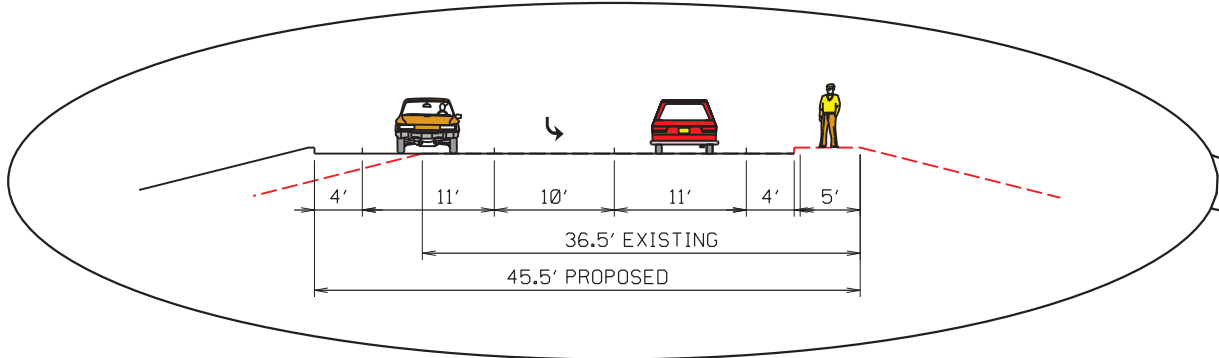 4' 11' 10' 11' 4' 5'
36.5' EXISTING
45.5' PROPOSED